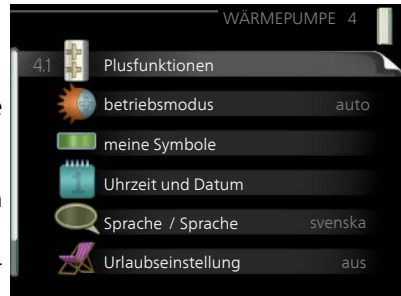 WÄRMEPUMPE 4
4.1 Plusfunktionen
betriebsmodus auto
meine Symbole
Uhrzeit und Datum
Sprache / Sprache svenska
Urlaubseinstellung aus